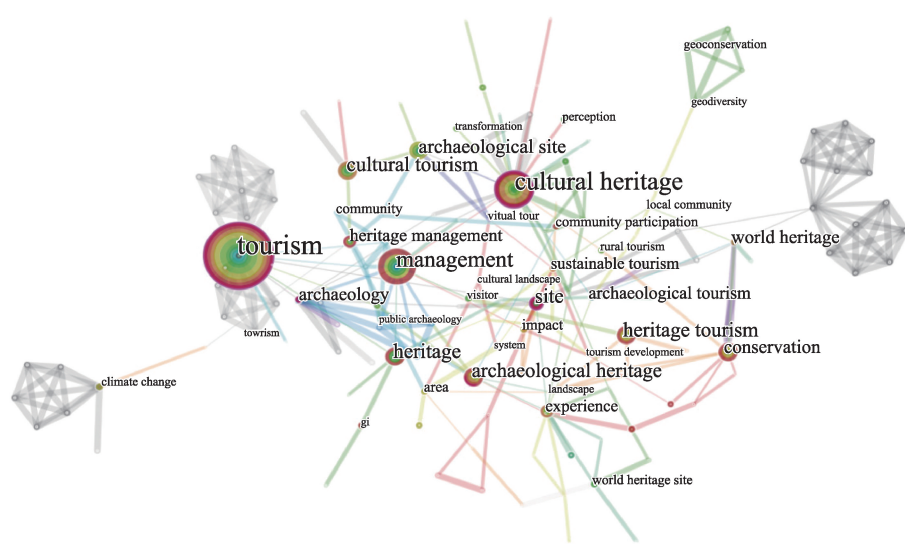 geoconservation
geodiversity
perception
transformation
archaeological site
cultural tourism
cultural heritage
local community
community
vitual tour
community participation
heritage management
world heritage
tourism
rural tourism
management
sustainable tourism
cultural landscape
archaeology
visitor
site
archaeological tourism
public archaeology
impact
towrism
heritage tourism
system
heritage
tourism development
conservation
archaeological heritage
climate change
area
landscape
experience
gi
world heritage site